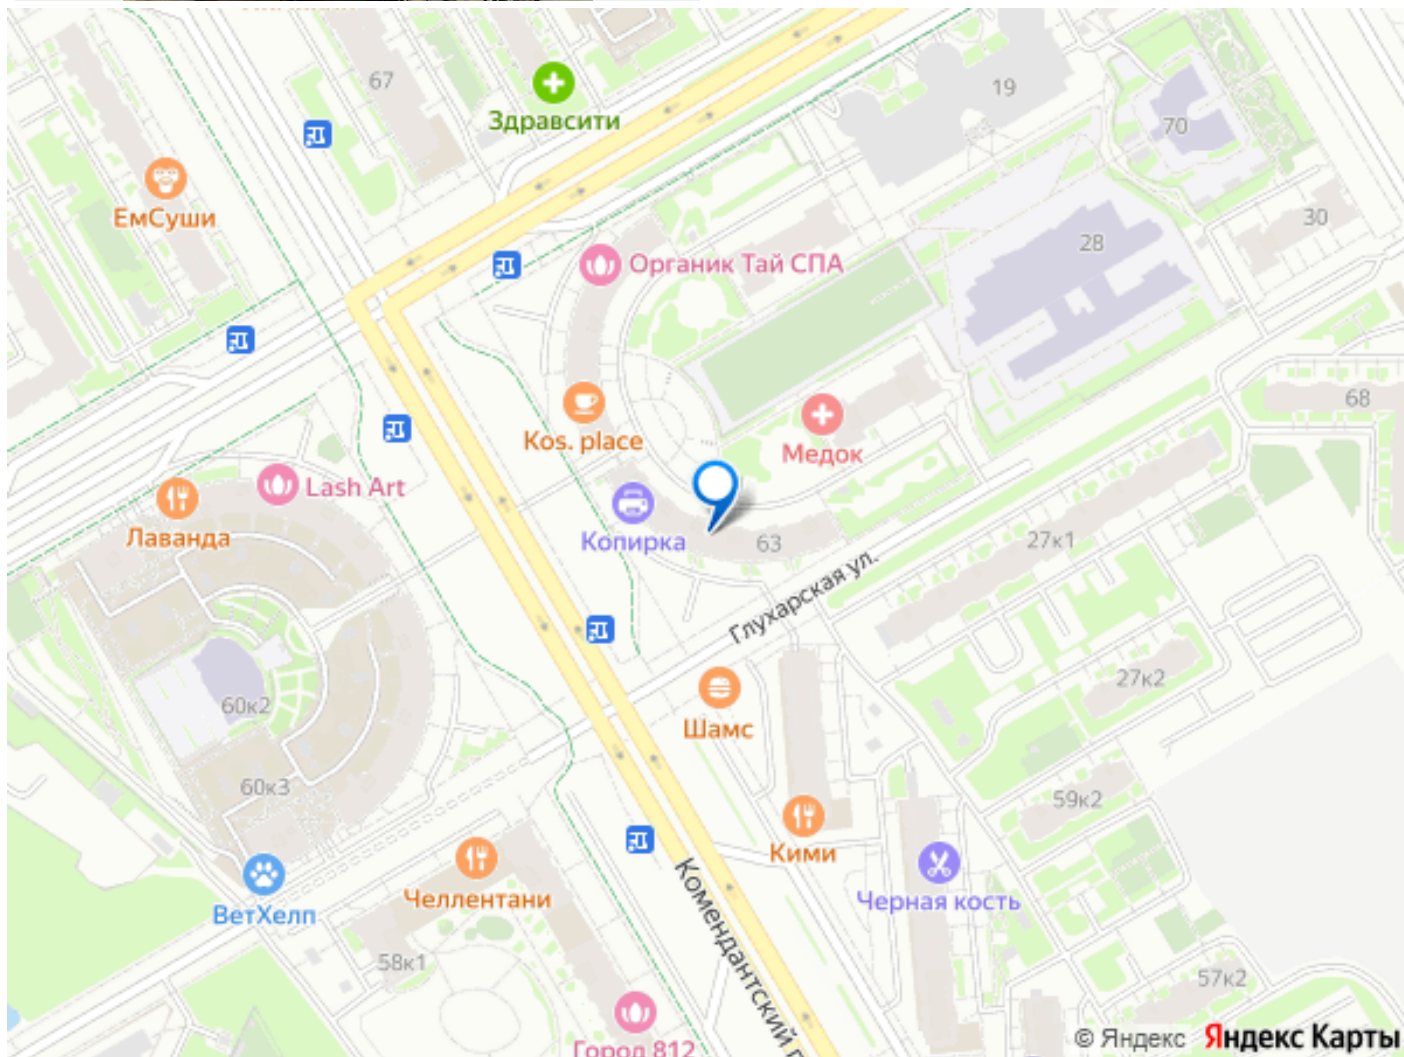 67
19
Здравсити
70
ЕмСуши
30
28
Органик Тай СПА
68
Kos. place
Медок
Lash Art
Лаванда
Копирка
63
27к1
Глухарская ул.
27к2
60к2
Шамс
60к3
59к2
Кими
Челлентани
Черная кость
ВетХелп
Комендантский п
58к1
57к2
Город 812
© Яндекс Яндекс Карты